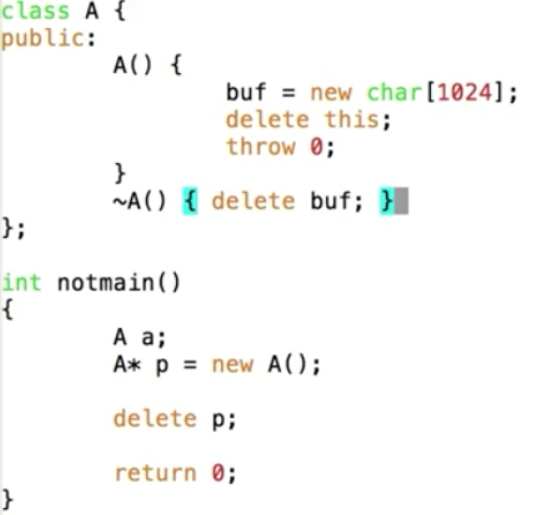 class A {
public:
        A() {
                buf = new char[1024];
                delete this;
                throw 0;
        }
        ~A() { delete buf; }
};

int notmain()
{
        A a;
        A* p = new A();

        delete p;

        return 0;
}